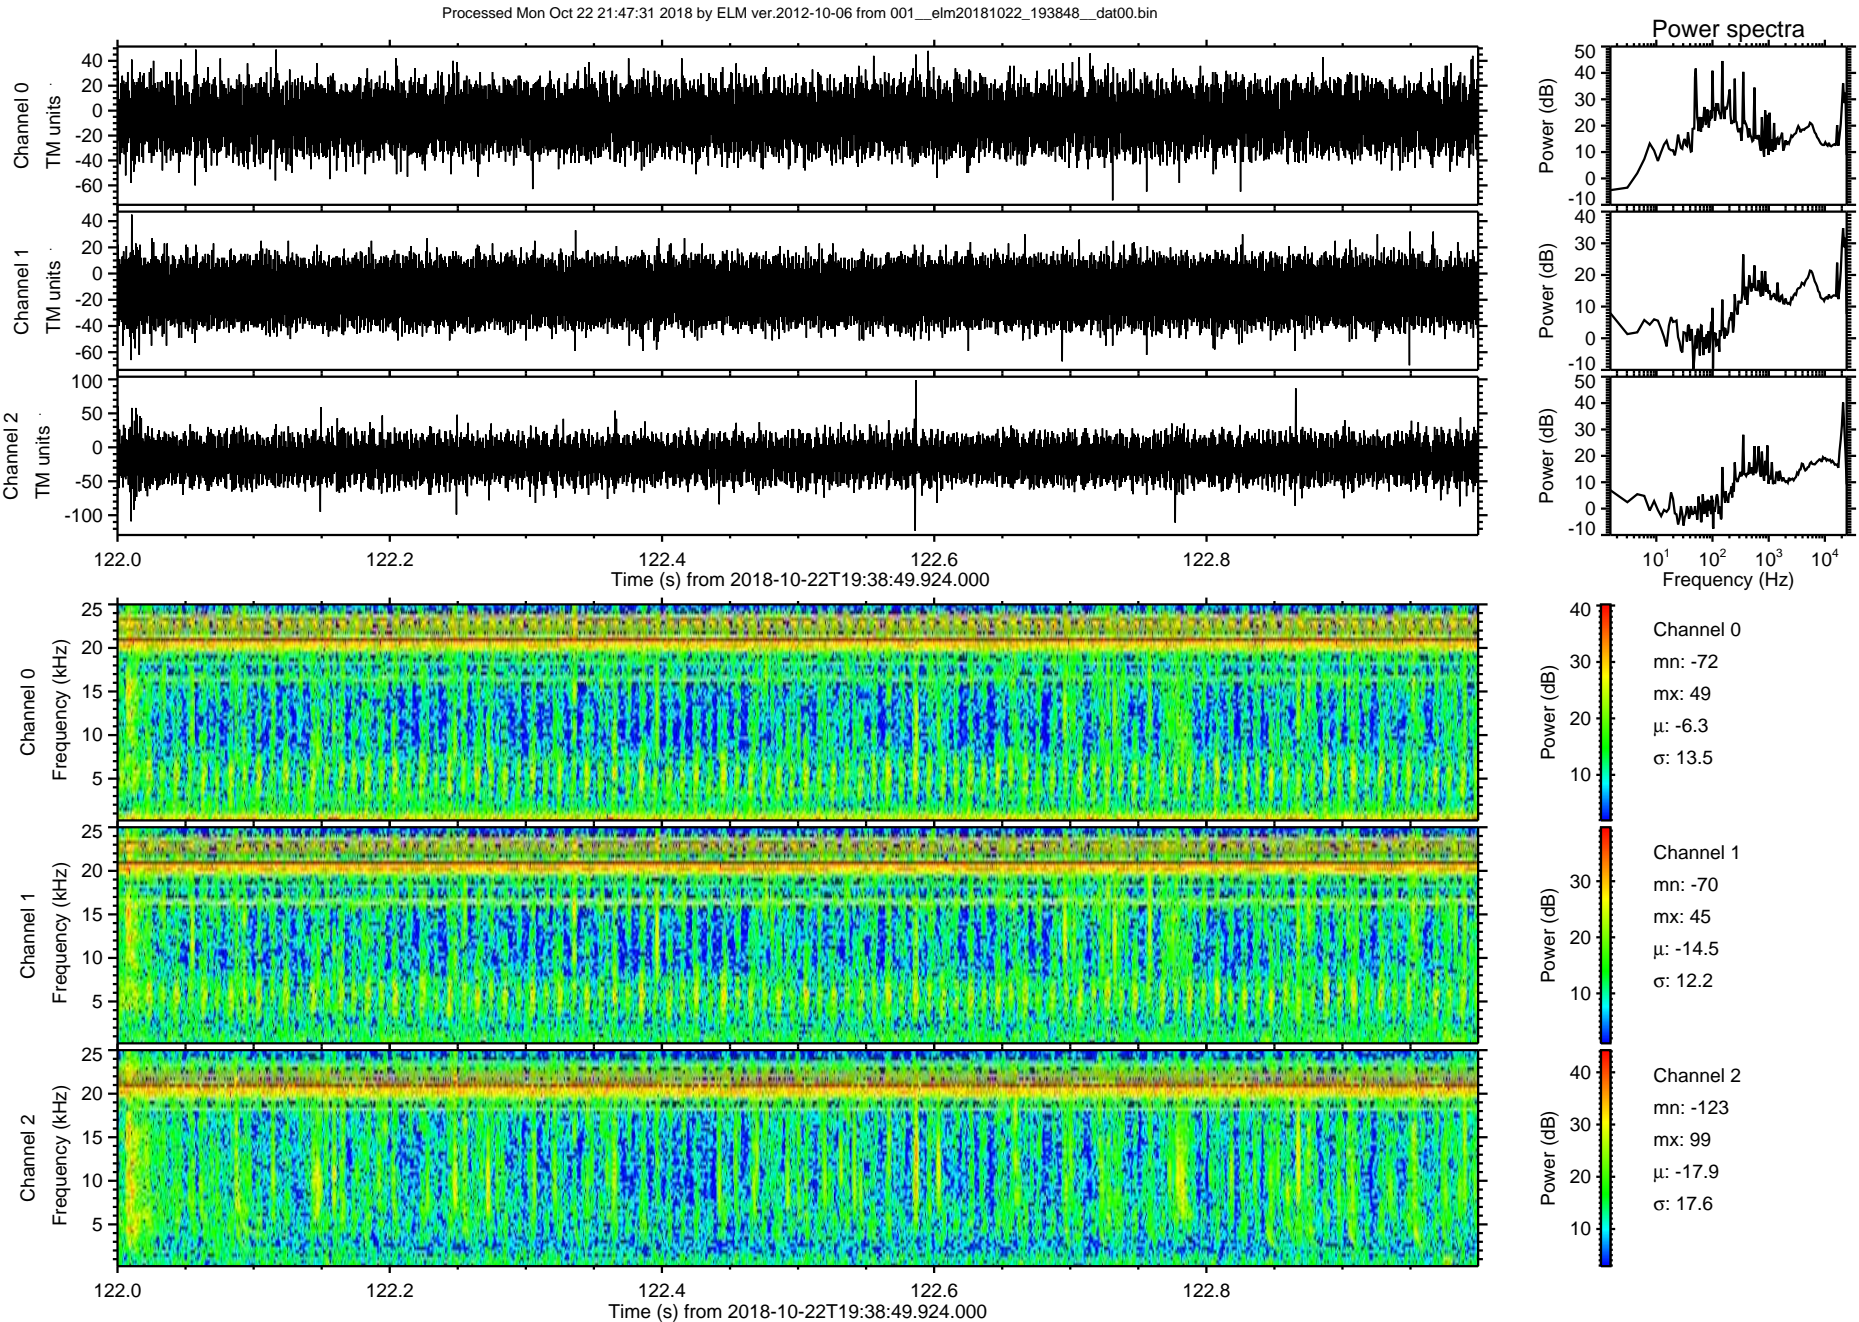 Processed Mon Oct 22 21:47:31 2018 by ELM ver.2012-10-06 from 001__elm20181022_193848__dat00.bin
Power spectra
Channel 0
TM units
40
20
0
-20
-40
-60
Power (dB)
50
40
30
20
10
0
-10
Channel 1
TM units
40
20
0
-20
-40
-60
Power (dB)
40
30
20
10
0
-10
Channel 2
TM units
100
50
0
-50
-100
Power (dB)
50
40
30
20
10
0
-10
122.0 122.2 122.4 122.6 122.8
Time (s) from 2018-10-22T19:38:49.924.000
10¹ 10² 10³ 10⁴
Frequency (Hz)
Channel 0
Frequency (kHz)
25
20
15
10
5
Power (dB)
40
30
20
10
Channel 0
mn: -72
mx: 49
μ: -6.3
σ: 13.5
Channel 1
Frequency (kHz)
25
20
15
10
5
Power (dB)
30
20
10
Channel 1
mn: -70
mx: 45
μ: -14.5
σ: 12.2
Channel 2
Frequency (kHz)
25
20
15
10
5
Power (dB)
40
30
20
10
Channel 2
mn: -123
mx: 99
μ: -17.9
σ: 17.6
122.0 122.2 122.4 122.6 122.8
Time (s) from 2018-10-22T19:38:49.924.000